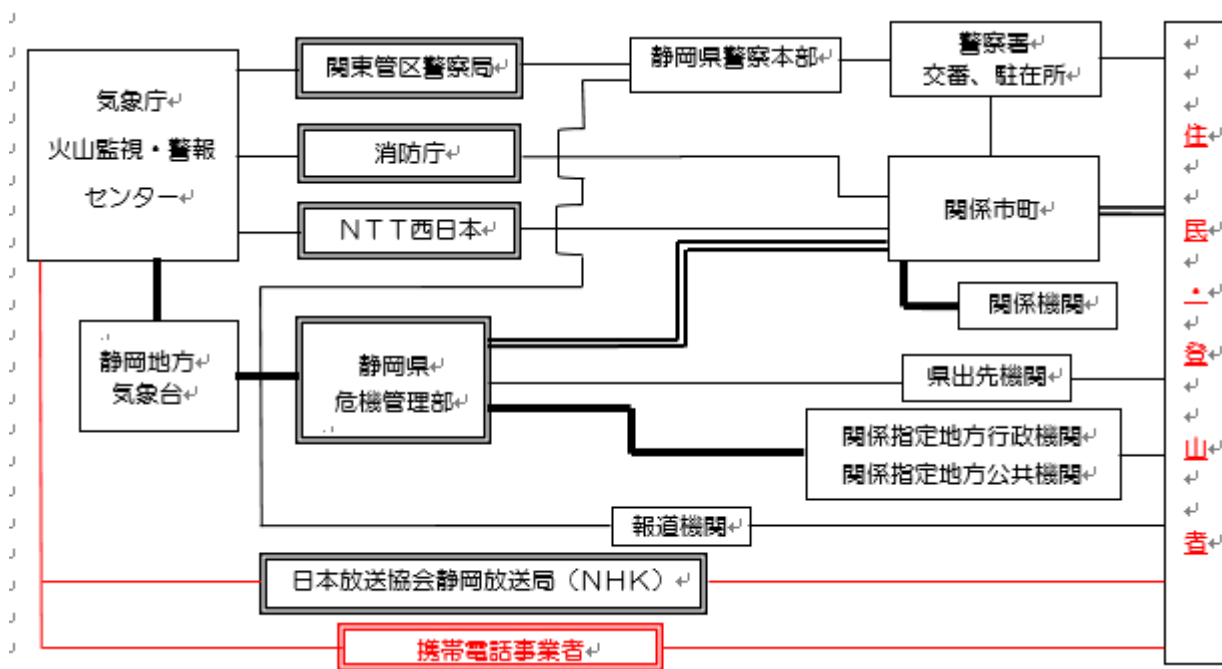 関東管区警察局
静岡県警察本部
警察署
交番、駐在所
気象庁
火山監視・警報
センター
消防庁
関係市町
NTT西日本
関係機関
静岡地方
気象台
静岡県
危機管理部
県出先機関
関係指定地方行政機関
関係指定地方公共機関
報道機関
日本放送協会静岡放送局(NHK)
携帯電話事業者
住民・登山者